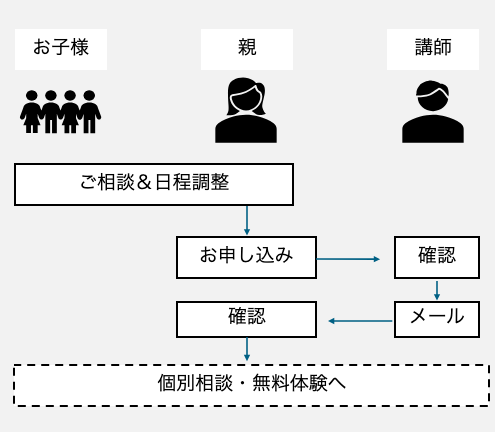 お子様
親
講師
ご相談＆日程調整
お申し込み
確認
確認
メール
個別相談・無料体験へ